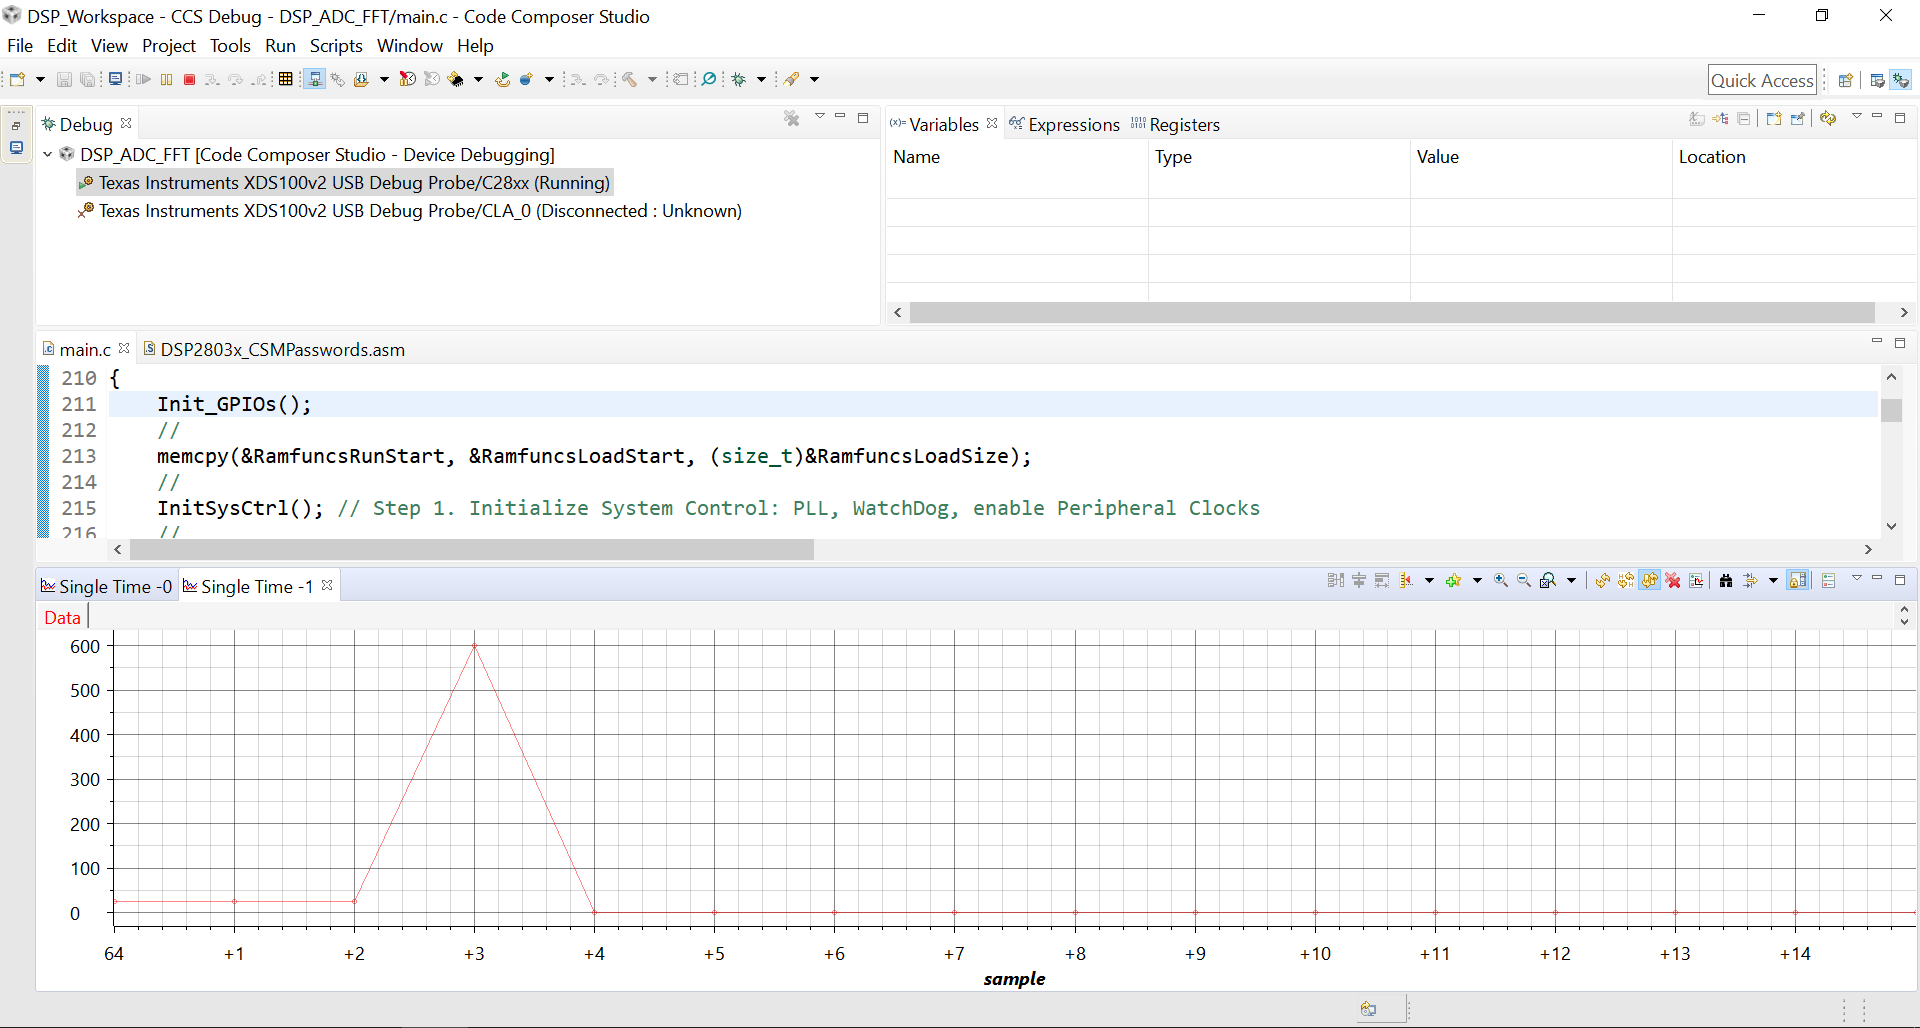 DSP_Workspace - CCS Debug - DSP_ADC_FFT/main.c - Code Composer Studio
File Edit View Project Tools Run Scripts Window Help
Quick Access
Debug
DSP_ADC_FFT [Code Composer Studio - Device Debugging]
Texas Instruments XDS100v2 USB Debug Probe/C28xx (Running)
Texas Instruments XDS100v2 USB Debug Probe/CLA_0 (Disconnected : Unknown)
(x)= Variables Expressions 1010 0101 Registers
Name Type Value Location
main.c DSP2803x_CSMPasswords.asm
210 {
211 Init_GPIOs();
212 //
213 memcpy(&RamfuncsRunStart, &RamfuncsLoadStart, (size_t)&RamfuncsLoadSize);
214 //
215 InitSysCtrl(); // Step 1. Initialize System Control: PLL, WatchDog, enable Peripheral Clocks
216 //
Single Time -0 Single Time -1
Data
600
500
400
300
200
100
0
64 +1 +2 +3 +4 +5 +6 +7 +8 +9 +10 +11 +12 +13 +14
sample